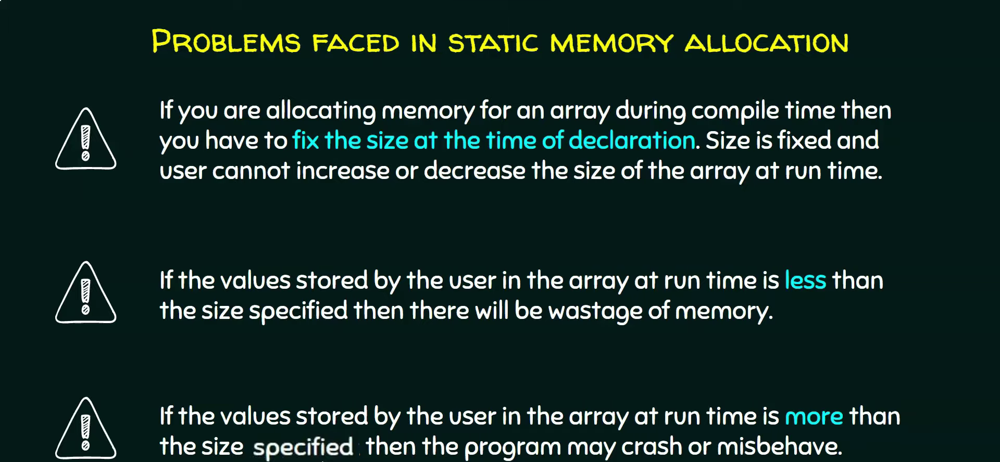 PROBLEMS FACED IN STATIC MEMORY ALLOCATION
If you are allocating memory for an array during compile time then
you have to fix the size at the time of declaration. Size is fixed and
user cannot increase or decrease the size of the array at run time.
If the values stored by the user in the array at run time is less than
the size specified then there will be wastage of memory.
If the values stored by the user in the array at run time is more than
the size specified then the program may crash or misbehave.